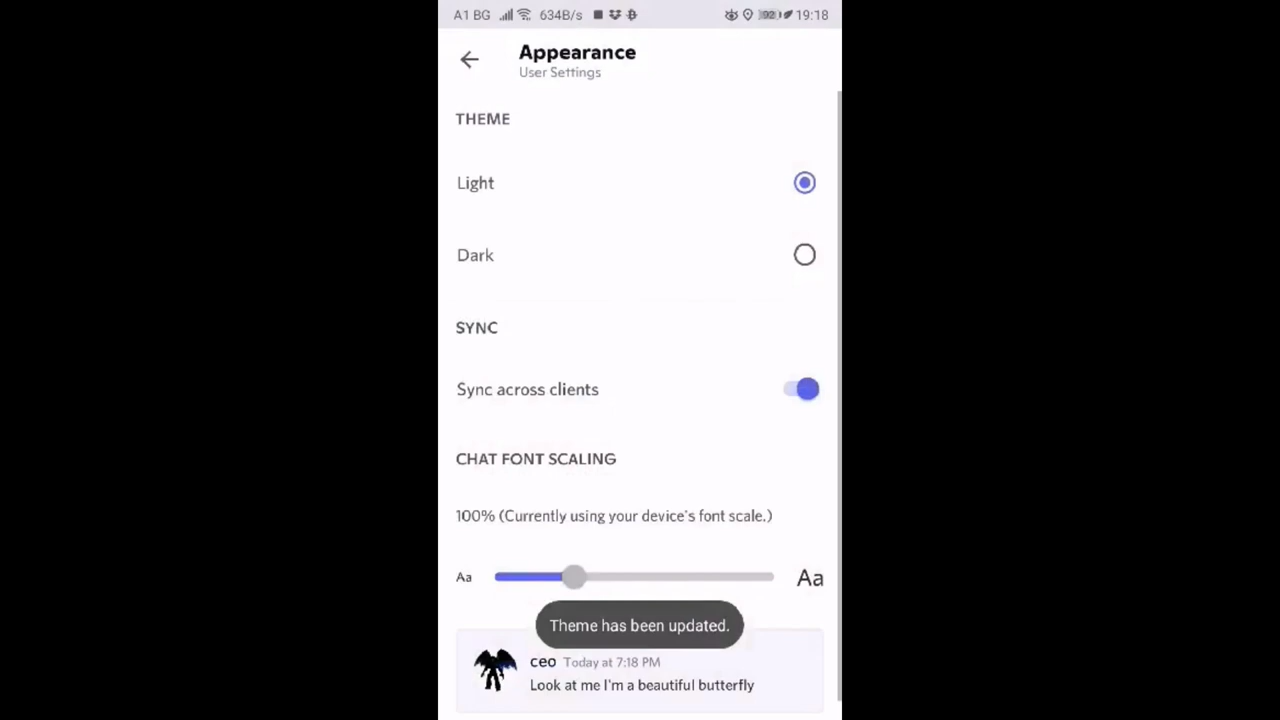 A1 BG 634B/s 92 19:18
Appearance
User Settings
THEME
Light
Dark
SYNC
Sync across clients
CHAT FONT SCALING
100% (Currently using your device's font scale.)
Aa Aa
Theme has been updated.
ceo Today at 7:18 PM
Look at me I'm a beautiful butterfly